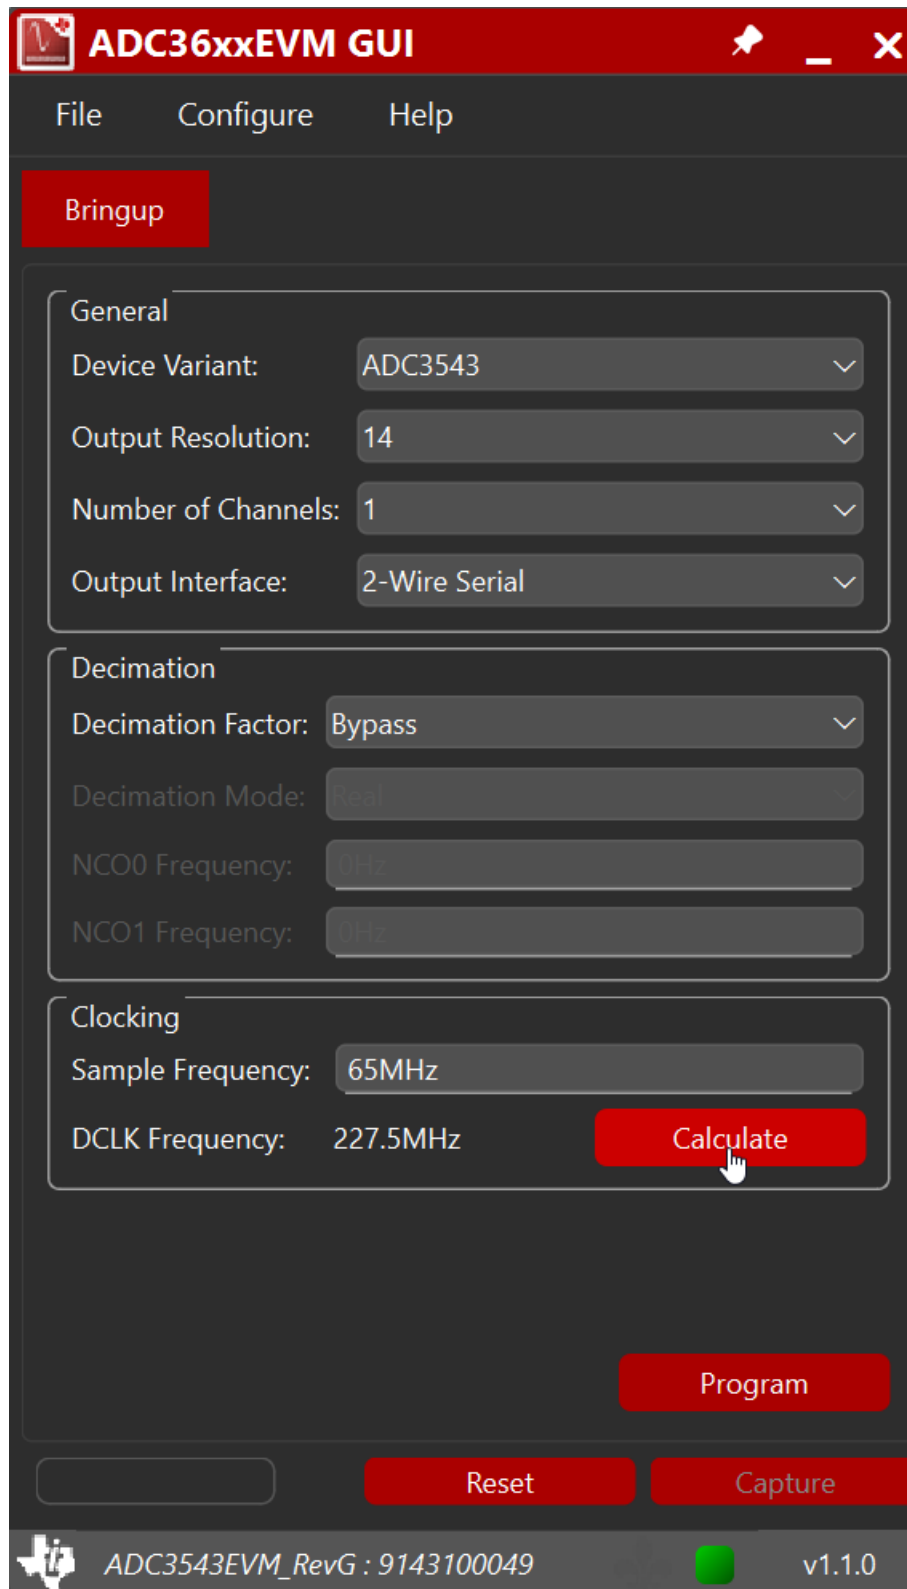 ADC36xxEVM GUI
File Configure Help
Bringup
General
Device Variant: ADC3543
Output Resolution: 14
Number of Channels: 1
Output Interface: 2-Wire Serial
Decimation
Decimation Factor: Bypass
Decimation Mode: Real
NCO0 Frequency: 0Hz
NCO1 Frequency: 0Hz
Clocking
Sample Frequency: 65MHz
DCLK Frequency: 227.5MHz Calculate
Program
Reset Capture
ADC3543EVM_RevG : 9143100049 v1.1.0